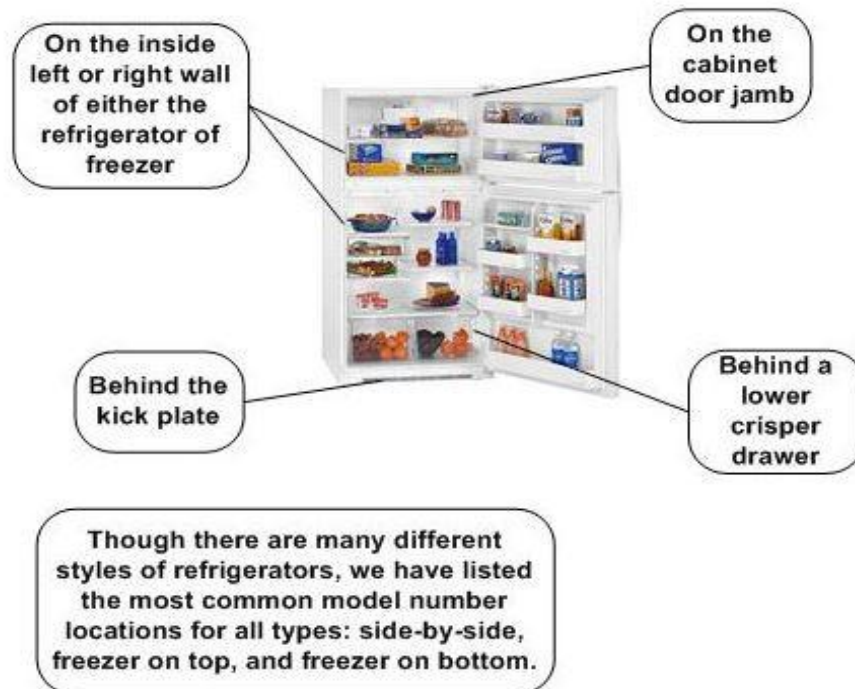 On the inside
left or right wall
of either the
refrigerator of
freezer
On the
cabinet
door jamb
Behind the
kick plate
Behind a
lower
crisper
drawer
Though there are many different
styles of refrigerators, we have listed
the most common model number
locations for all types: side-by-side,
freezer on top, and freezer on bottom.